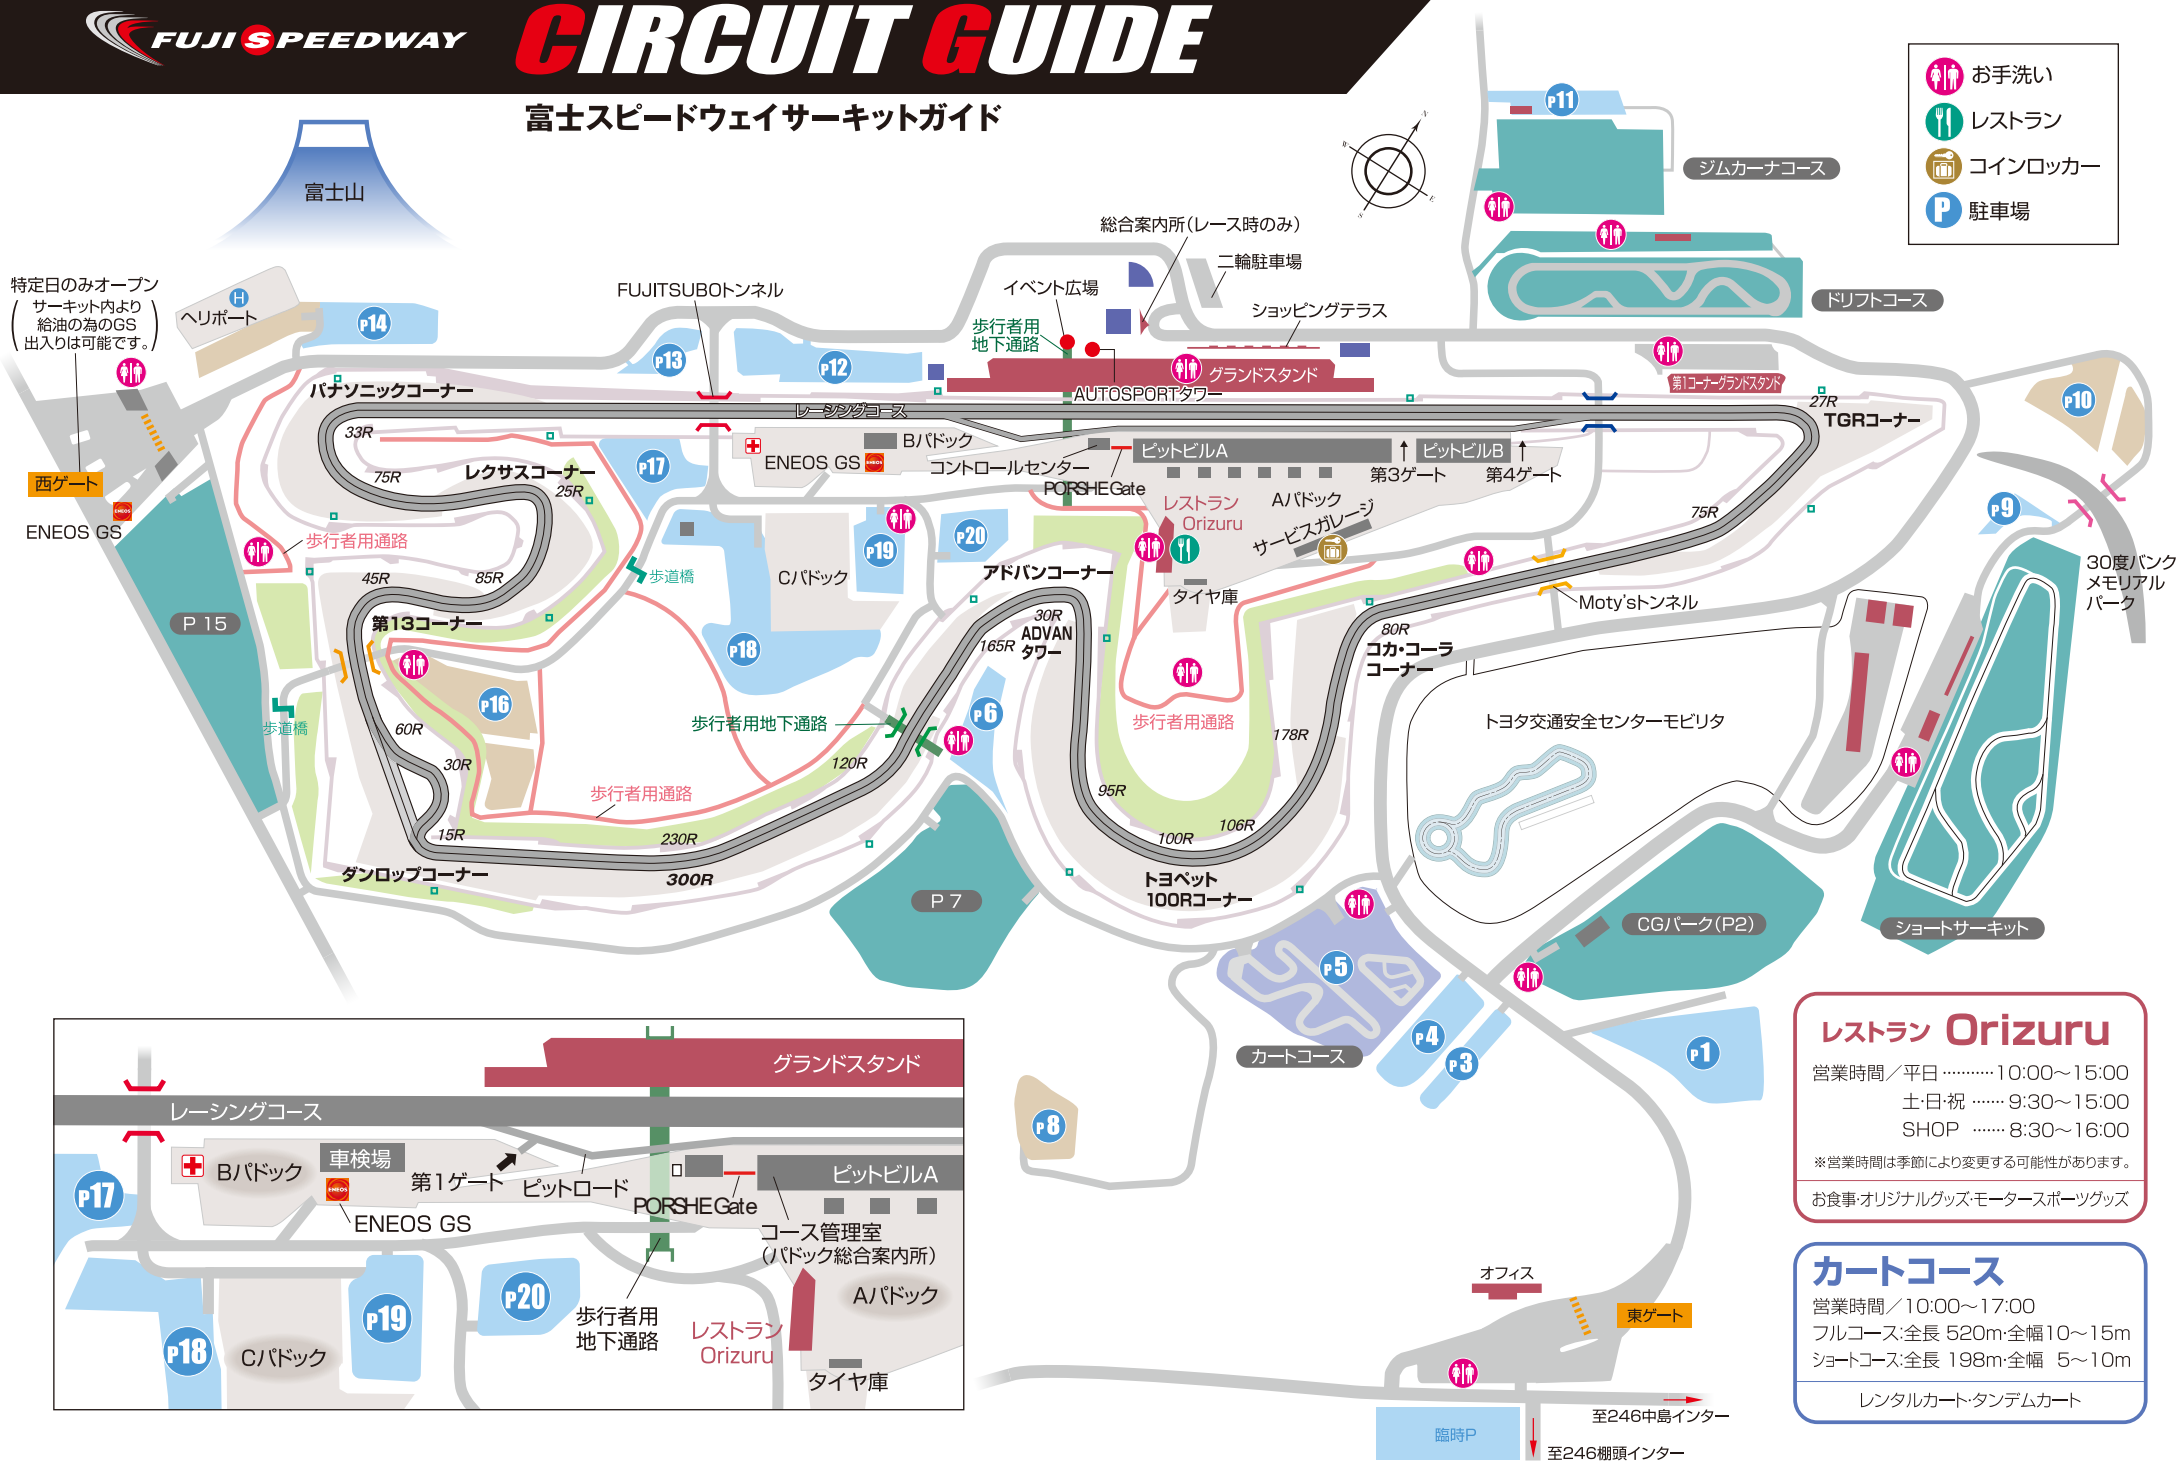 FUJI SPEEDWAY
CIRCUIT GUIDE
富士スピードウェイサーキットガイド
お手洗い
レストラン
コインロッカー
P 駐車場
富士山
N
W
E
S
P11
ジムカーナコース
ドリフトコース
総合案内所（レース時のみ）
二輪駐車場
イベント広場
ショッピングテラス
歩行者用
地下通路
FUJITSUBOトンネル
特定日のみオープン
サーキット内より
給油の為のGS
出入りは可能です。
H
ヘリポート
P14
P13
P12
グランドスタンド
AUTOSPORTタワー
第1コーナーグランドスタンド
パナソニックコーナー
レーシングコース
27R
TGRコーナー
P10
33R
75R
レクサスコーナー
25R
P17
Bパドック
ENEOS GS
ENEOS
コントロールセンター
PORSHE Gate
ピットビルA
ピットビルB
第3ゲート
第4ゲート
西ゲート
ENEOS
ENEOS GS
レストラン
Orizuru
Aパドック
サービスガレージ
75R
P9
歩行者用通路
P19
P20
Cパドック
アドバンコーナー
30度バンク
メモリアル
パーク
45R
85R
歩道橋
タイヤ庫
Moty'sトンネル
P 15
第13コーナー
P18
30R
ADVAN
タワー
165R
80R
コカ・コーラ
コーナー
P16
歩道橋
60R
歩行者用地下通路
P6
歩行者用通路
178R
トヨタ交通安全センターモビリタ
30R
120R
歩行者用通路
95R
15R
230R
100R
106R
ダンロップコーナー
300R
トヨペット
100Rコーナー
P 7
CGパーク（P2）
ショートサーキット
P5
P4
P3
P1
カートコース
P8
グランドスタンド
レーシングコース
Bパドック
車検場
第1ゲート
ピットロード
ピットビルA
PORSHE Gate
ENEOS
ENEOS GS
コース管理室
（パドック総合案内所）
P17
P18
P19
P20
Cパドック
歩行者用
地下通路
レストラン
Orizuru
Aパドック
タイヤ庫
レストラン Orizuru
営業時間／平日 ··········· 10:00〜15:00
土・日・祝 ······· 9:30〜15:00
SHOP ······· 8:30〜16:00
※営業時間は季節により変更する可能性があります。
お食事・オリジナルグッズ・モータースポーツグッズ
カートコース
営業時間／10:00〜17:00
フルコース：全長 520m・全幅10〜15m
ショートコース：全長 198m・全幅 5〜10m
レンタルカート・タンデムカート
オフィス
東ゲート
至246中島インター
臨時P
至246棚頭インター